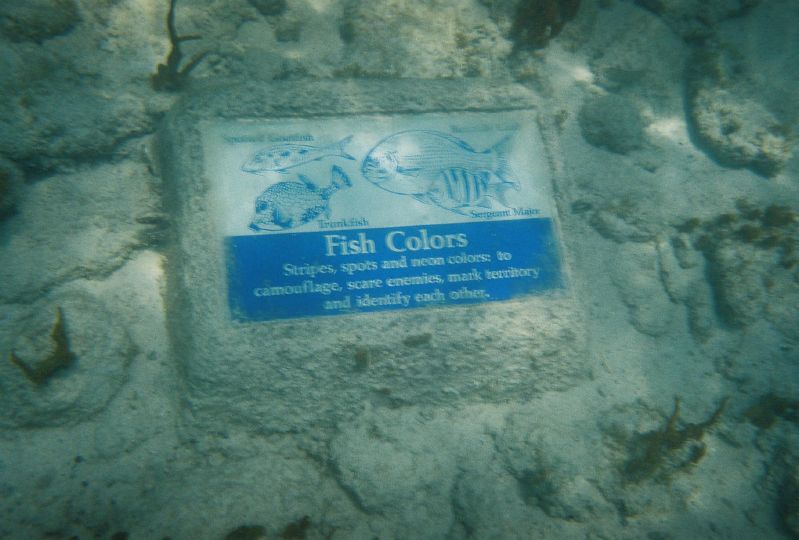 Spotted Goatfish
Trunkfish
Sergeant Major
Fish Colors
Stripes, spots and neon colors: to
camouflage, scare enemies, mark territory
and identify each other.